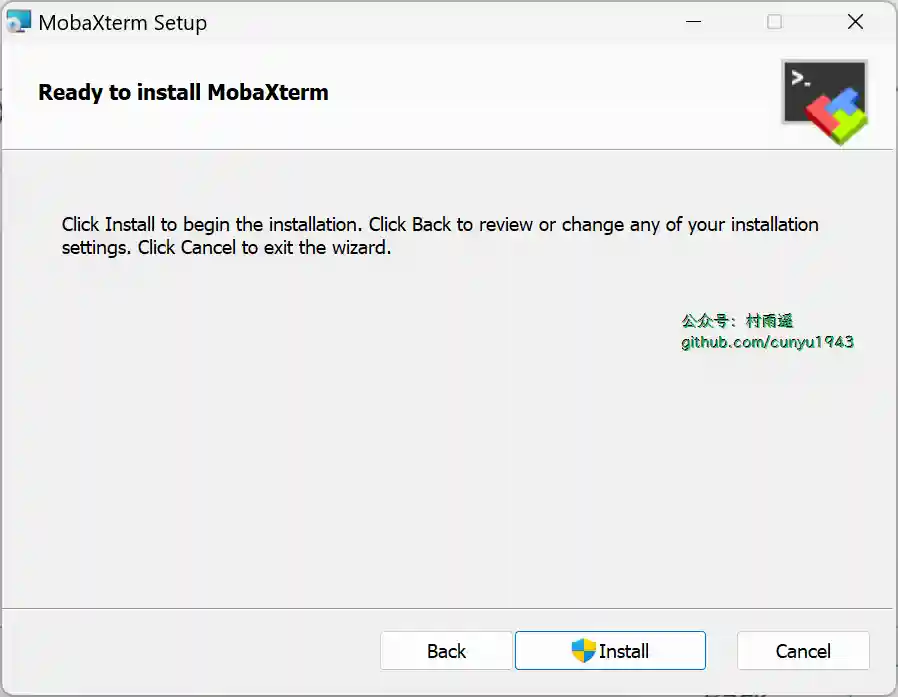 MobaXterm Setup
Ready to install MobaXterm
>_
Click Install to begin the installation. Click Back to review or change any of your installation
settings. Click Cancel to exit the wizard.
公众号：村雨遥
github.com/cunyu1943
Back
Install
Cancel